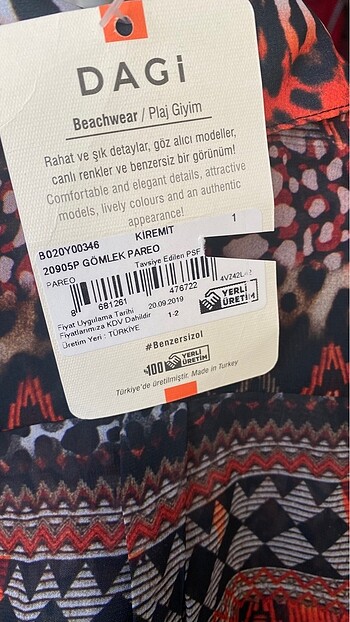 DAGi
Beachwear / Plaj Giyim
Rahat ve şık detaylar, göz alıcı modeller,
canlı renkler ve benzersiz bir görünüm!
Comfortable and elegant details, attractive
models, lively colours and an authentic
appearance!
B020Y00346 KİREMİT 1
20905P GÖMLEK PAREO
PAREO Tavsiye Edilen PSF
8 681261 476722
Fiyat Uygulama Tarihi 20.09.2019
Fiyatlarımıza KDV Dahildir 1-2
Üretim Yeri : TÜRKİYE
YERLİ
ÜRETİM
#Benzersizol
%100 YERLİ
ÜRETİM
Türkiye'de üretilmiştir. Made in Turkey